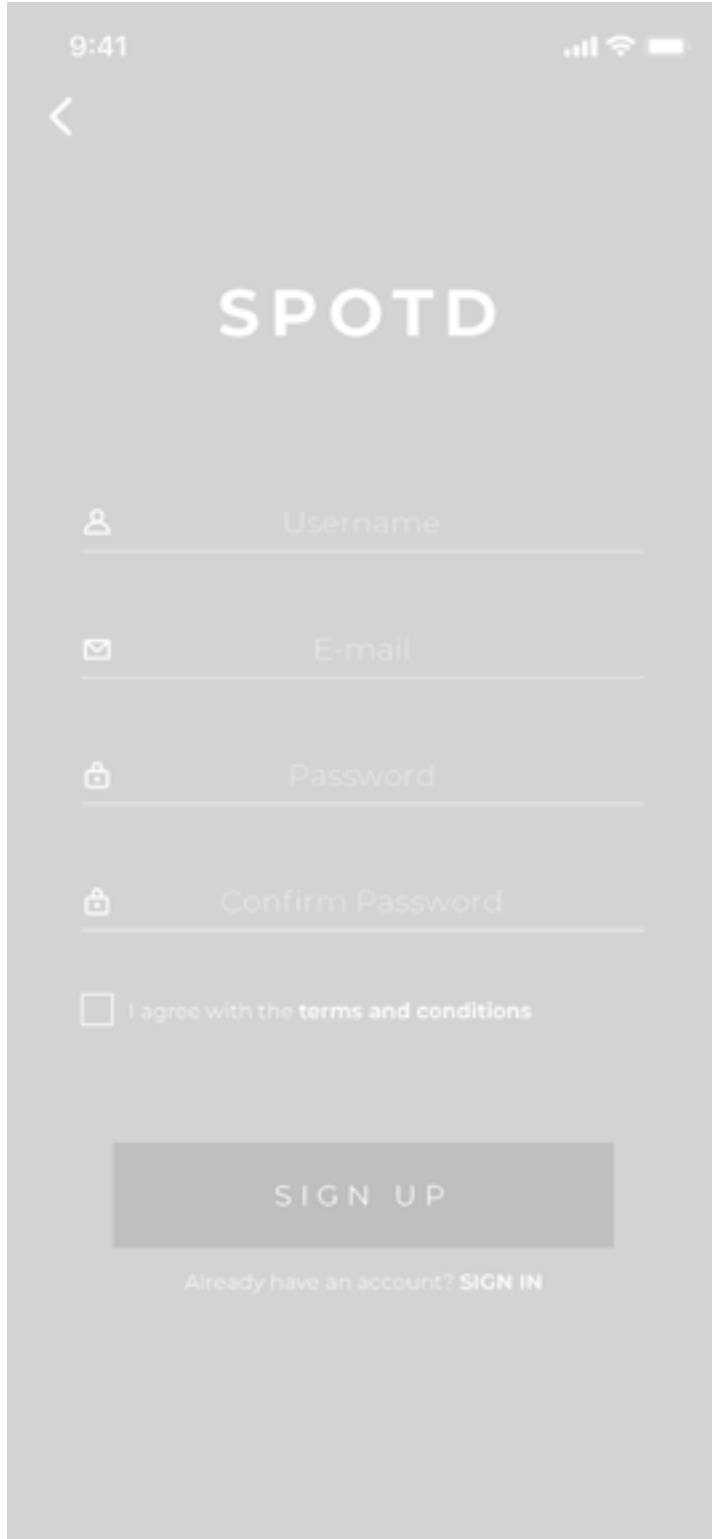 9:41
SPOTD
Username
E-mail
Password
Confirm Password
I agree with the terms and conditions
SIGN UP
Already have an account? SIGN IN